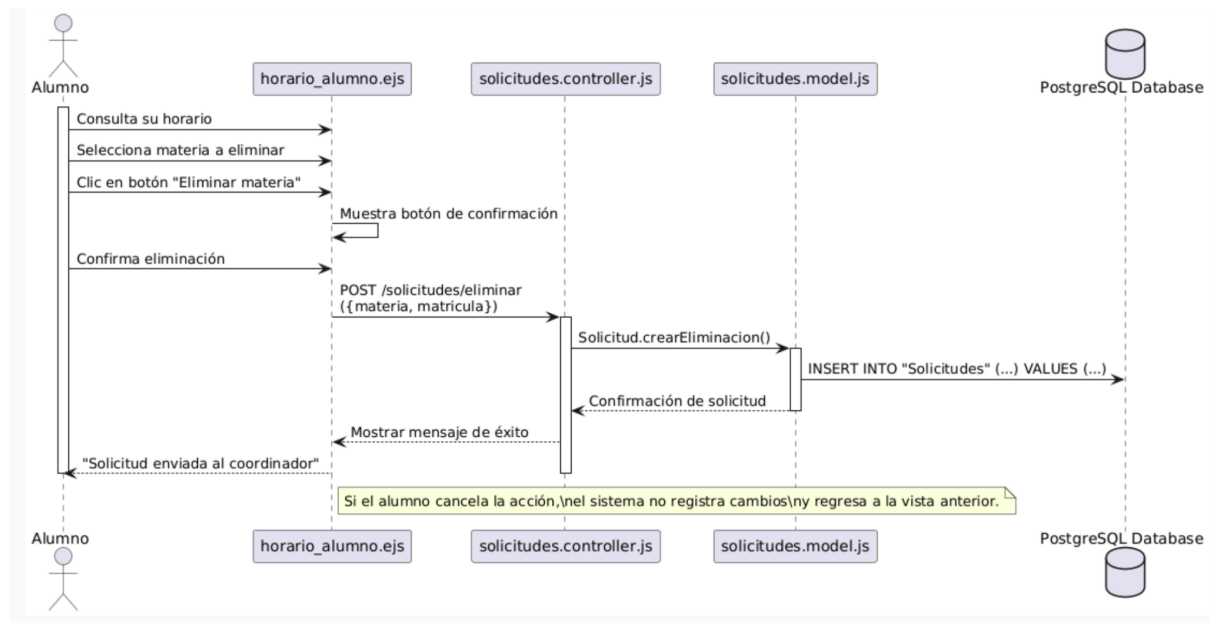 Alumno
horario_alumno.ejs
solicitudes.controller.js
solicitudes.model.js
PostgreSQL Database
Consulta su horario
Selecciona materia a eliminar
Clic en botón "Eliminar materia"
Muestra botón de confirmación
Confirma eliminación
POST /solicitudes/eliminar
({materia, matricula})
Solicitud.crearEliminacion()
INSERT INTO "Solicitudes" (...) VALUES (...)
Confirmación de solicitud
Mostrar mensaje de éxito
"Solicitud enviada al coordinador"
Si el alumno cancela la acción,\nel sistema no registra cambios\ny regresa a la vista anterior.
Alumno
horario_alumno.ejs
solicitudes.controller.js
solicitudes.model.js
PostgreSQL Database